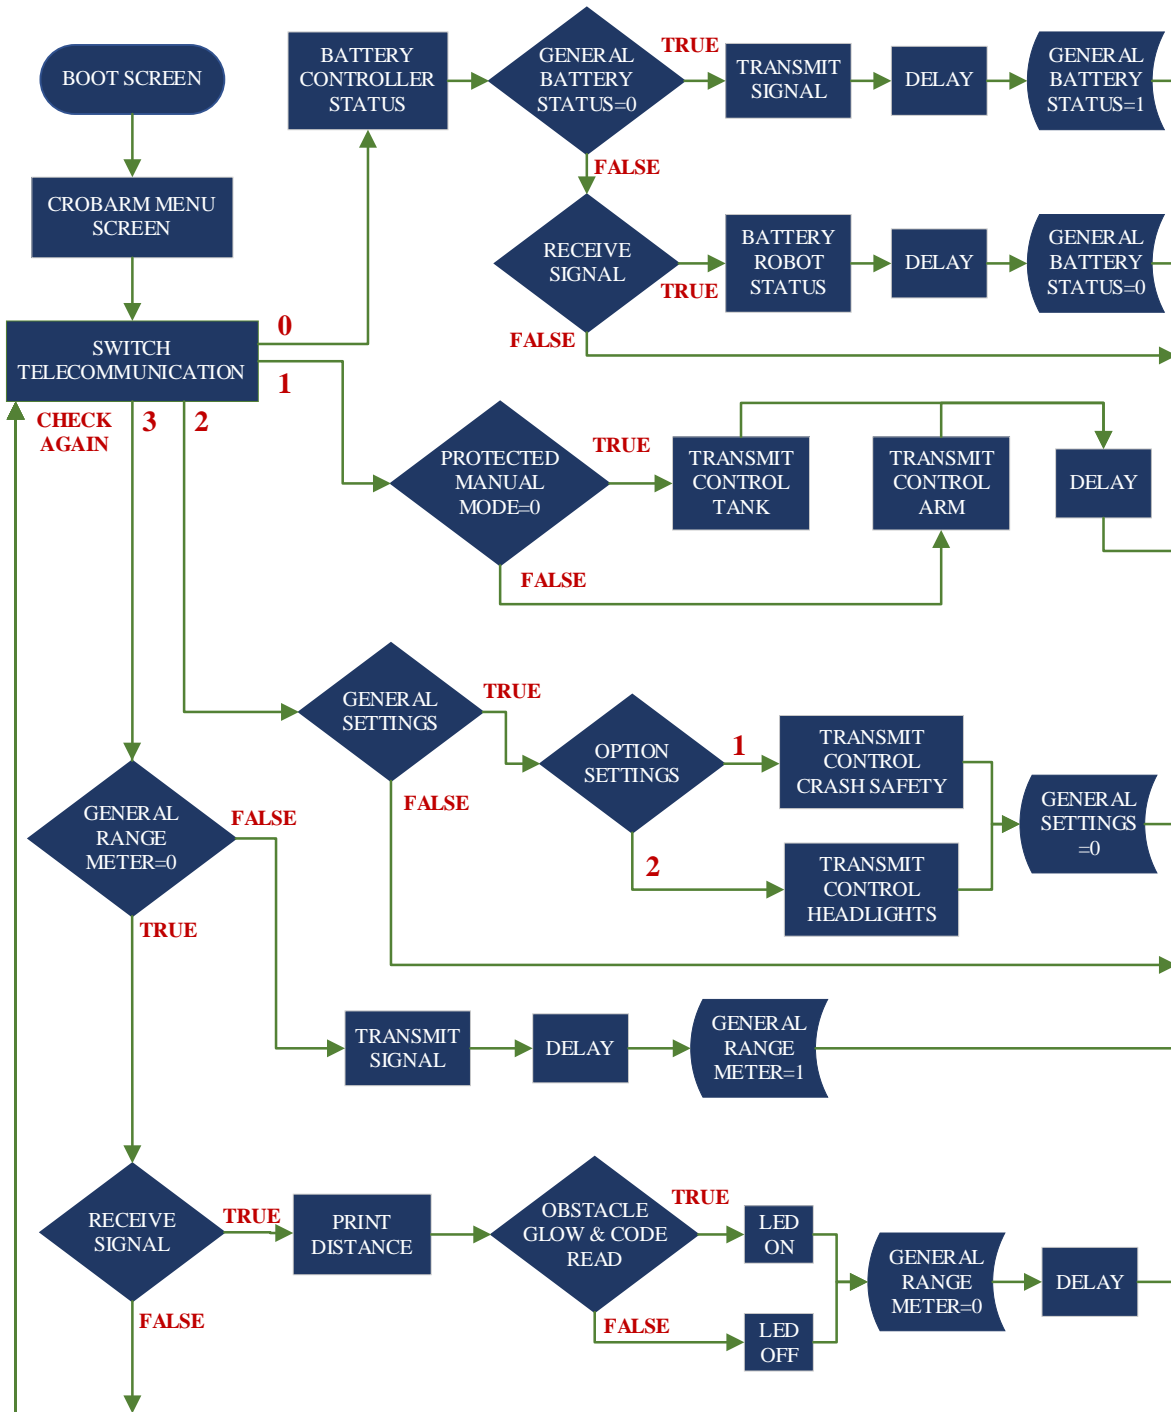 BOOT SCREEN
CROBARM MENU
SCREEN
SWITCH
TELECOMMUNICATION
CHECK
AGAIN
0
1
2
3
BATTERY
CONTROLLER
STATUS
GENERAL
BATTERY
STATUS=0
TRUE
TRANSMIT
SIGNAL
DELAY
GENERAL
BATTERY
STATUS=1
FALSE
RECEIVE
SIGNAL
TRUE
BATTERY
ROBOT
STATUS
DELAY
GENERAL
BATTERY
STATUS=0
FALSE
PROTECTED
MANUAL
MODE=0
TRUE
TRANSMIT
CONTROL
TANK
TRANSMIT
CONTROL
ARM
DELAY
FALSE
GENERAL
SETTINGS
TRUE
OPTION
SETTINGS
1
TRANSMIT
CONTROL
CRASH SAFETY
2
TRANSMIT
CONTROL
HEADLIGHTS
GENERAL
SETTINGS
=0
FALSE
GENERAL
RANGE
METER=0
FALSE
TRANSMIT
SIGNAL
DELAY
GENERAL
RANGE
METER=1
TRUE
RECEIVE
SIGNAL
TRUE
PRINT
DISTANCE
OBSTACLE
GLOW & CODE
READ
TRUE
LED
ON
FALSE
LED
OFF
GENERAL
RANGE
METER=0
DELAY
FALSE